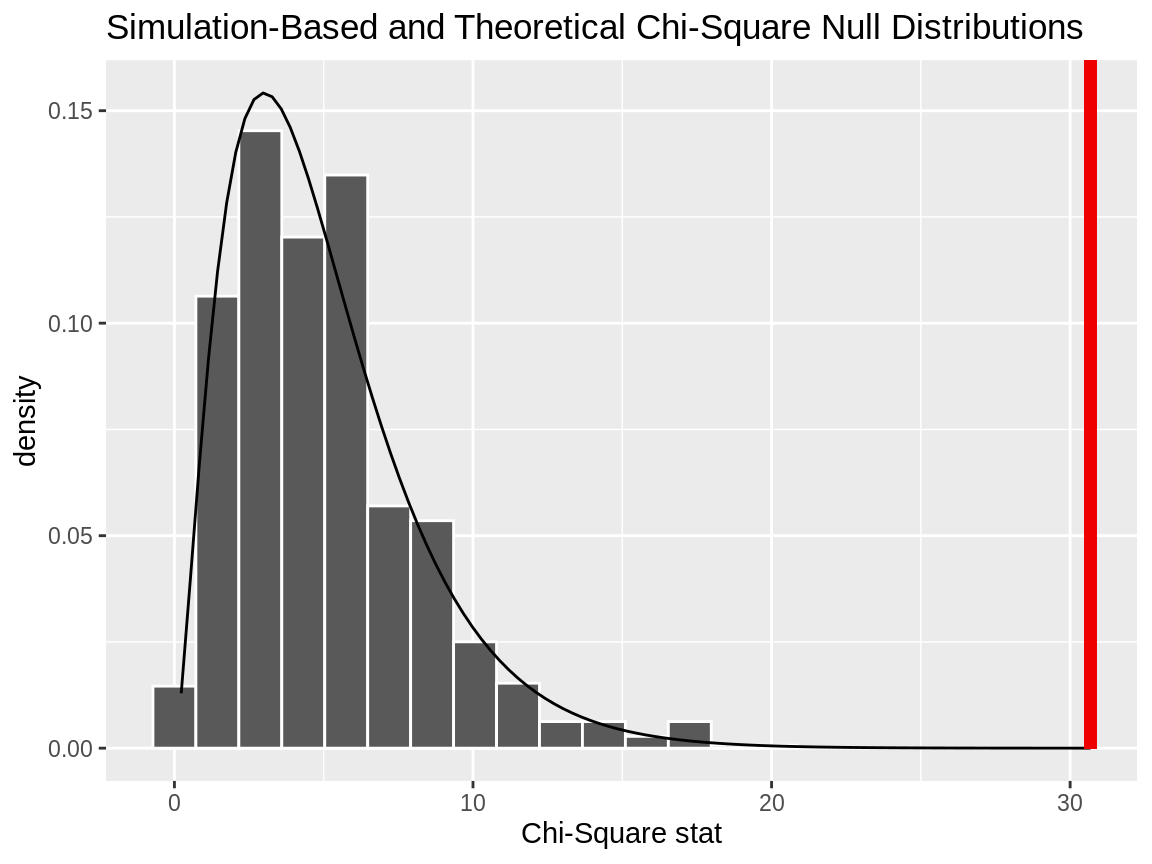 Simulation-Based and Theoretical Chi-Square Null Distributions
0.15
0.10
0.05
0.00
density
0
10
20
30
Chi-Square stat